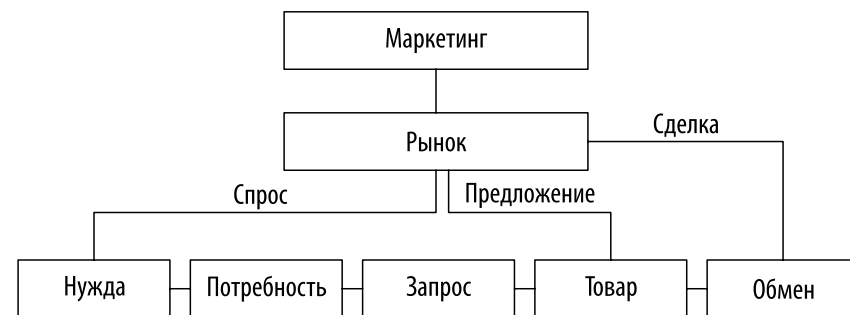 Маркетинг
Рынок
Сделка
Спрос
Предложение
Нужда
Потребность
Запрос
Товар
Обмен